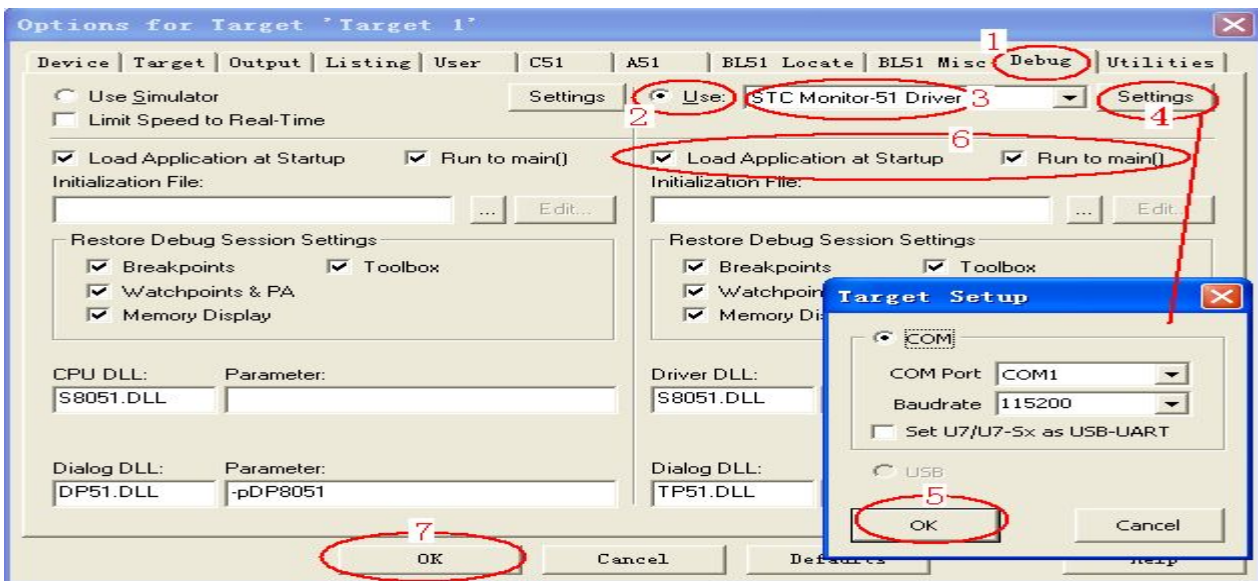 Options for Target 'Target 1'
1
Device Target Output Listing User C51 A51 BL51 Locate BL51 Misc Debug Utilities
Use Simulator Settings Use: STC Monitor-51 Driver Settings
2 3 4
Limit Speed to Real-Time
6
Load Application at Startup Run to main() Load Application at Startup Run to main()
Initialization File: Initialization File:
... Edit... ... Edit...
Restore Debug Session Settings Restore Debug Session Settings
Breakpoints Toolbox Breakpoints Toolbox
Watchpoints & PA Watchpoin
Memory Display Memory Di
CPU DLL: Parameter: Driver DLL:
S8051.DLL S8051.DLL
Dialog DLL: Parameter: Dialog DLL:
DP51.DLL -pDP8051 TP51.DLL
Target Setup
COM
COM Port COM1
Baudrate 115200
Set U7/U7-Sx as USB-UART
USB
5
OK Cancel
7
OK Cancel Defaults Help